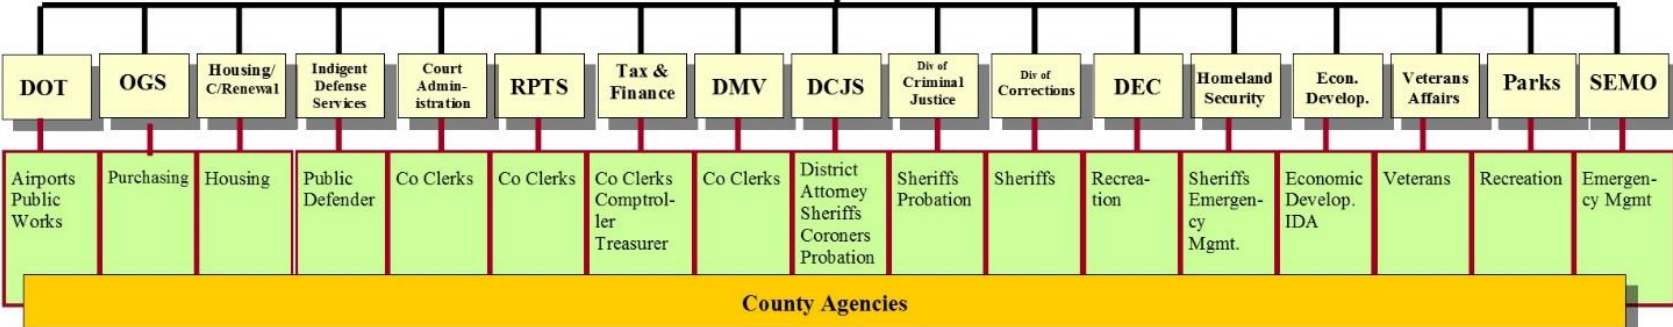 DOT
OGS
Housing/
C/Renewal
Indigent
Defense
Services
Court
Admin-
istration
RPTS
Tax &
Finance
DMV
DCJS
Div of
Criminal
Justice
Div of
Corrections
DEC
Homeland
Security
Econ.
Develop.
Veterans
Affairs
Parks
SEMO
Airports
Public
Works
Purchasing
Housing
Public
Defender
Co Clerks
Co Clerks
Co Clerks
Comptrol-
ler
Treasurer
Co Clerks
District
Attorney
Sheriffs
Coroners
Probation
Sheriffs
Probation
Sheriffs
Recrea-
tion
Sheriffs
Emergen-
cy
Mgmt.
Economic
Develop.
IDA
Veterans
Recreation
Emergen-
cy Mgmt
County Agencies